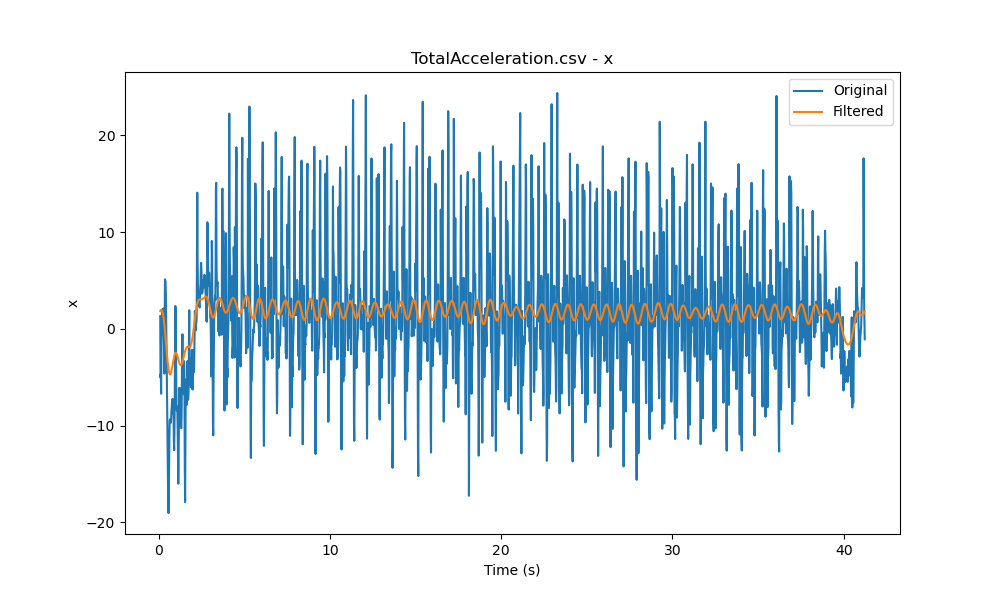 TotalAcceleration.csv - x
Original
Filtered
x
20
10
0
−10
−20
0 10 20 30 40
Time (s)